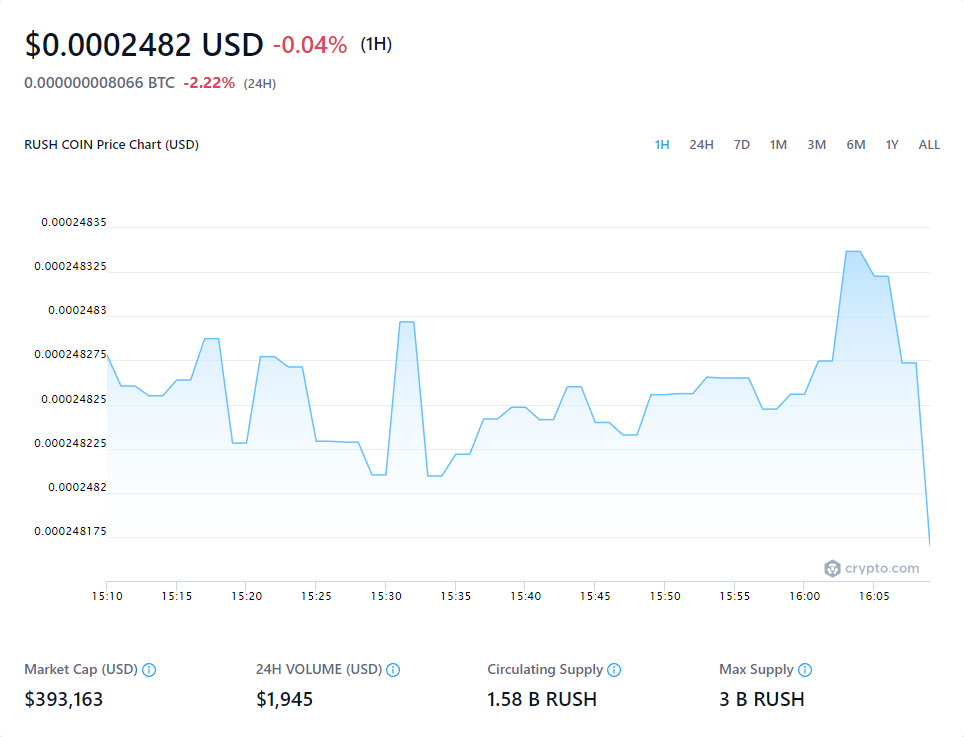 $0.0002482 USD -0.04% (1H)
0.000000008066 BTC -2.22% (24H)
RUSH COIN Price Chart (USD) 1H 24H 7D 1M 3M 6M 1Y ALL
0.00024835
0.000248325
0.0002483
0.000248275
0.00024825
0.000248225
0.0002482
0.000248175
crypto.com
15:10 15:15 15:20 15:25 15:30 15:35 15:40 15:45 15:50 15:55 16:00 16:05
Market Cap (USD) 24H VOLUME (USD) Circulating Supply Max Supply
$393,163 $1,945 1.58 B RUSH 3 B RUSH